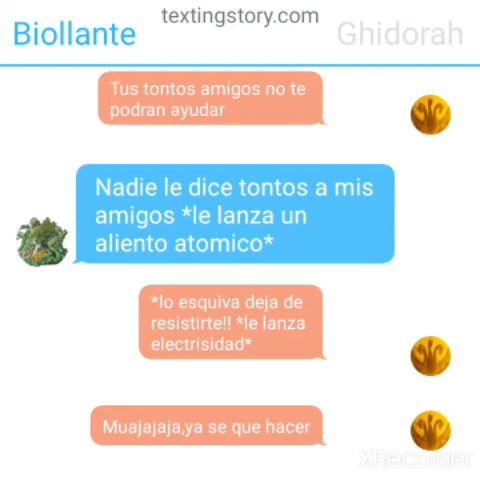 textingstory.com
Biollante
Ghidorah
Tus tontos amigos no te
podran ayudar
Nadie le dice tontos a mis
amigos *le lanza un
aliento atomico*
*lo esquiva deja de
resistirte!! *le lanza
electrisidad*
Muajajaja,ya se que hacer
XRecorder